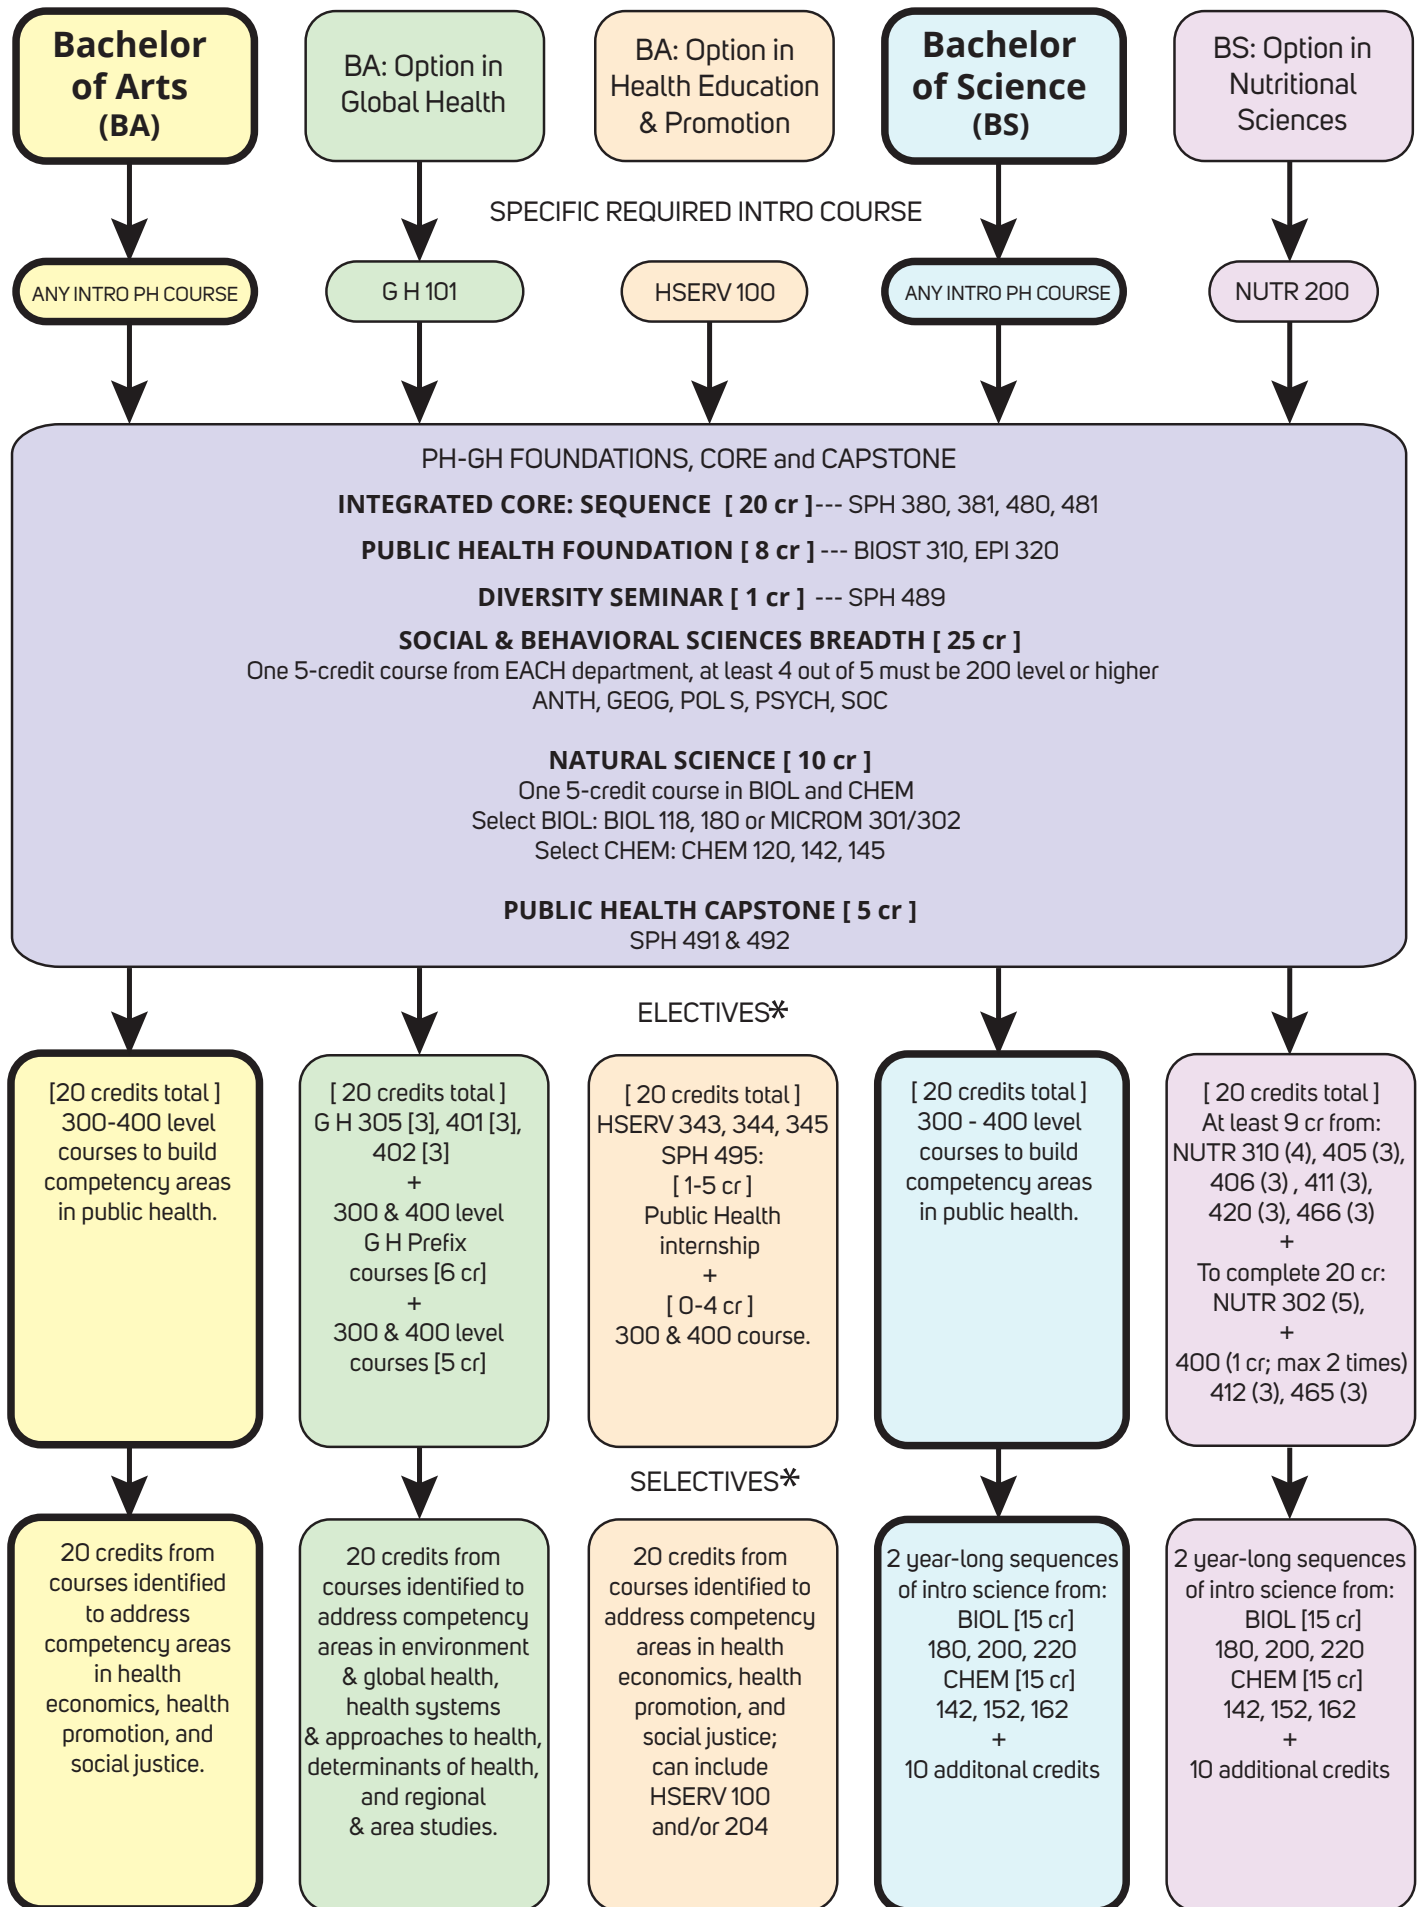 Bachelor
of Arts
(BA)
BA: Option in
Global Health
BA: Option in
Health Education
& Promotion
Bachelor
of Science
(BS)
BS: Option in
Nutritional
Sciences
SPECIFIC REQUIRED INTRO COURSE
ANY INTRO PH COURSE
G H 101
HSERV 100
ANY INTRO PH COURSE
NUTR 200
PH-GH FOUNDATIONS, CORE and CAPSTONE
INTEGRATED CORE: SEQUENCE [ 20 cr ]--- SPH 380, 381, 480, 481
PUBLIC HEALTH FOUNDATION [ 8 cr ] --- BIOST 310, EPI 320
DIVERSITY SEMINAR [ 1 cr ] --- SPH 489
SOCIAL & BEHAVIORAL SCIENCES BREADTH [ 25 cr ]
One 5-credit course from EACH department, at least 4 out of 5 must be 200 level or higher
ANTH, GEOG, POL S, PSYCH, SOC
NATURAL SCIENCE [ 10 cr ]
One 5-credit course in BIOL and CHEM
Select BIOL: BIOL 118, 180 or MICROM 301/302
Select CHEM: CHEM 120, 142, 145
PUBLIC HEALTH CAPSTONE [ 5 cr ]
SPH 491 & 492
ELECTIVES*
[20 credits total ]
300-400 level
courses to build
competency areas
in public health.
[ 20 credits total ]
G H 305 [3], 401 [3],
402 [3]
+
300 & 400 level
G H Prefix
courses [6 cr]
+
300 & 400 level
courses [5 cr]
[ 20 credits total ]
HSERV 343, 344, 345
SPH 495:
[ 1-5 cr ]
Public Health
internship
+
[ 0-4 cr ]
300 & 400 course.
[ 20 credits total ]
300 - 400 level
courses to build
competency areas
in public health.
[ 20 credits total ]
At least 9 cr from:
NUTR 310 (4), 405 (3),
406 (3) , 411 (3),
420 (3), 466 (3)
+
To complete 20 cr:
NUTR 302 (5),
+
400 (1 cr; max 2 times)
412 (3), 465 (3)
SELECTIVES*
20 credits from
courses identified
to address
competency areas
in health
economics, health
promotion, and
social justice.
20 credits from
courses identified to
address competency
areas in environment
& global health,
health systems
& approaches to health,
determinants of health,
and regional
& area studies.
20 credits from
courses identified to
address competency
areas in health
economics, health
promotion, and
social justice;
can include
HSERV 100
and/or 204
2 year-long sequences
of intro science from:
BIOL [15 cr]
180, 200, 220
CHEM [15 cr]
142, 152, 162
+
10 additonal credits
2 year-long sequences
of intro science from:
BIOL [15 cr]
180, 200, 220
CHEM [15 cr]
142, 152, 162
+
10 additional credits